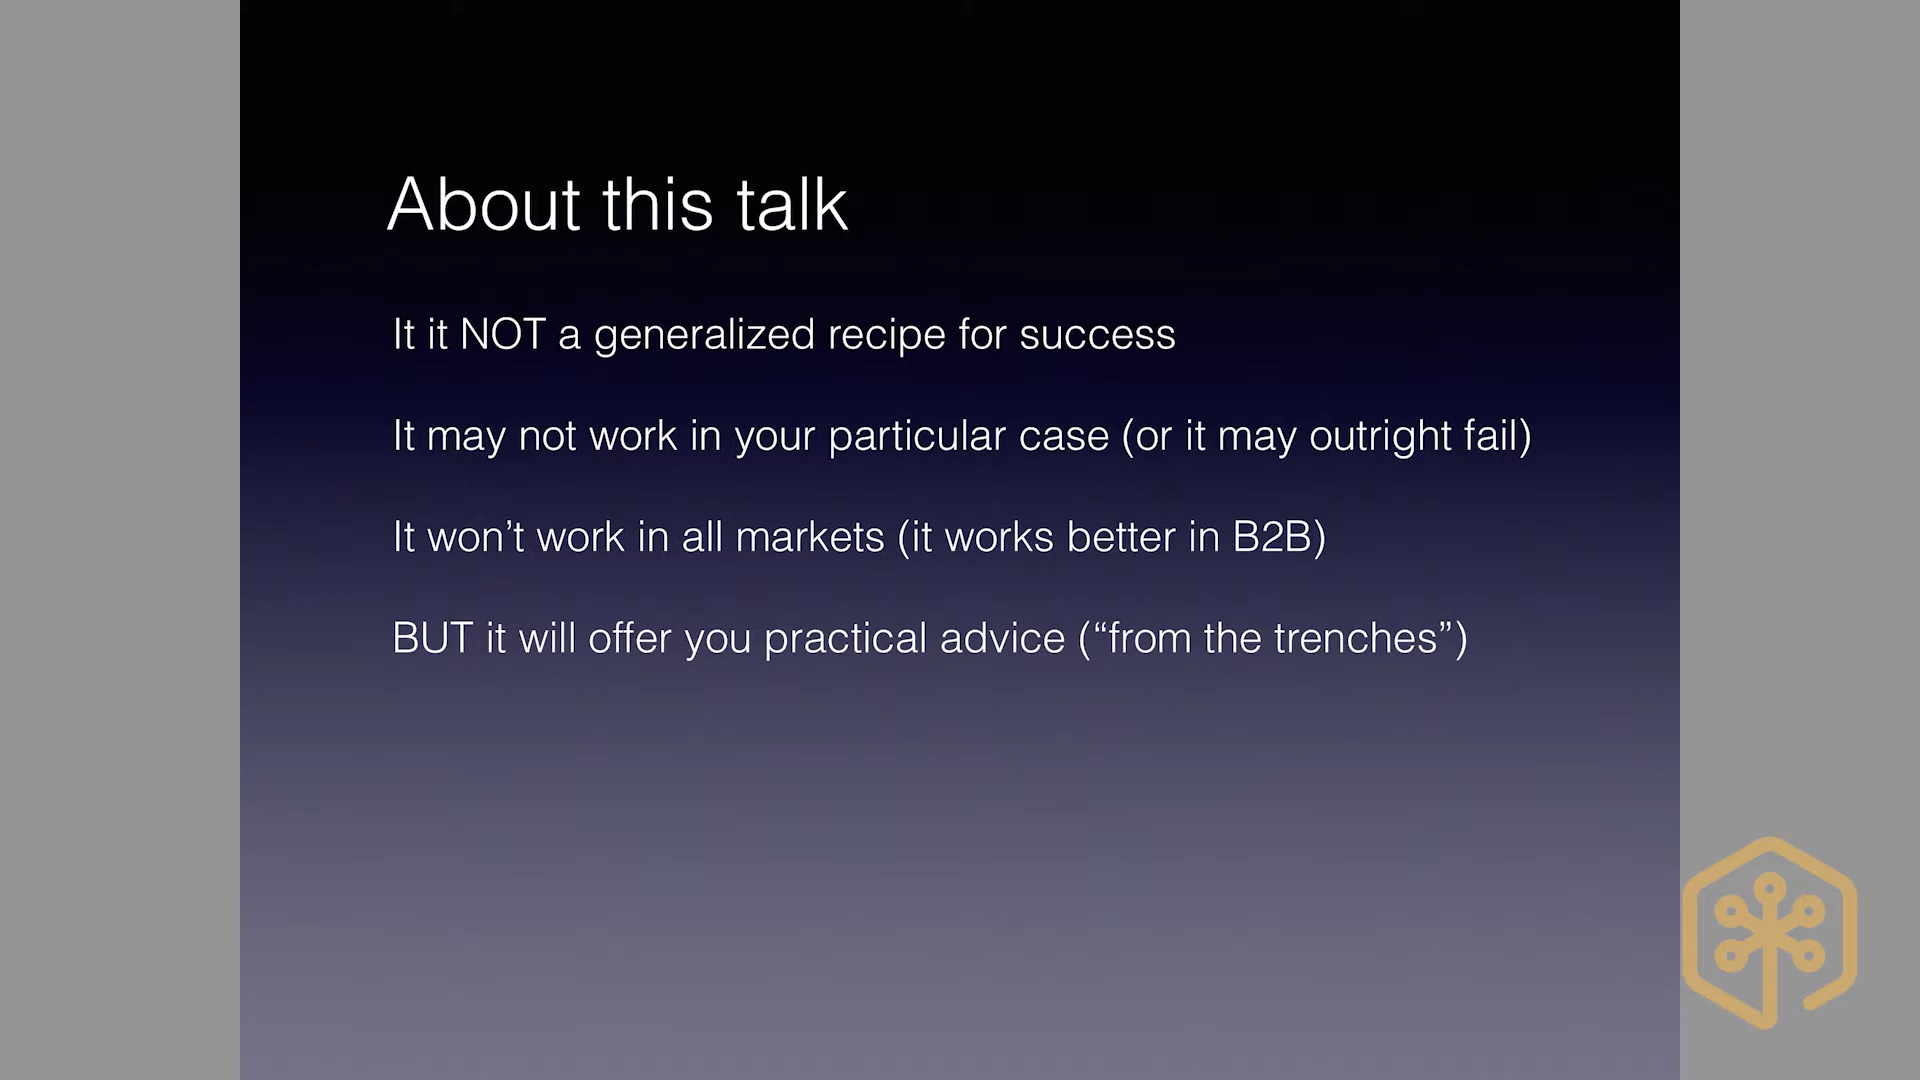 About this talk
It it NOT a generalized recipe for success
It may not work in your particular case (or it may outright fail)
It won’t work in all markets (it works better in B2B)
BUT it will offer you practical advice (“from the trenches”)